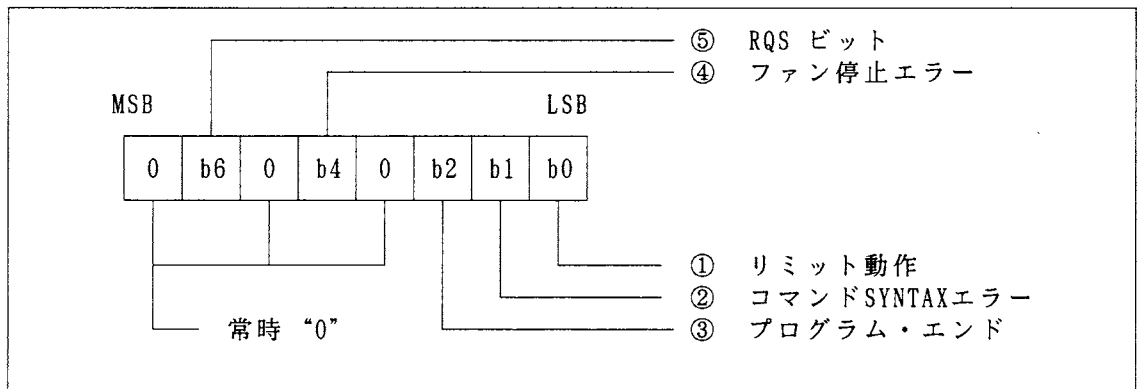 ⑤ RQS ビット
④ ファン停止エラー
MSB LSB
0 b6 0 b4 0 b2 b1 b0
① リミット動作
② コマンドSYNTAXエラー
③ プログラム・エンド
常時 “0”